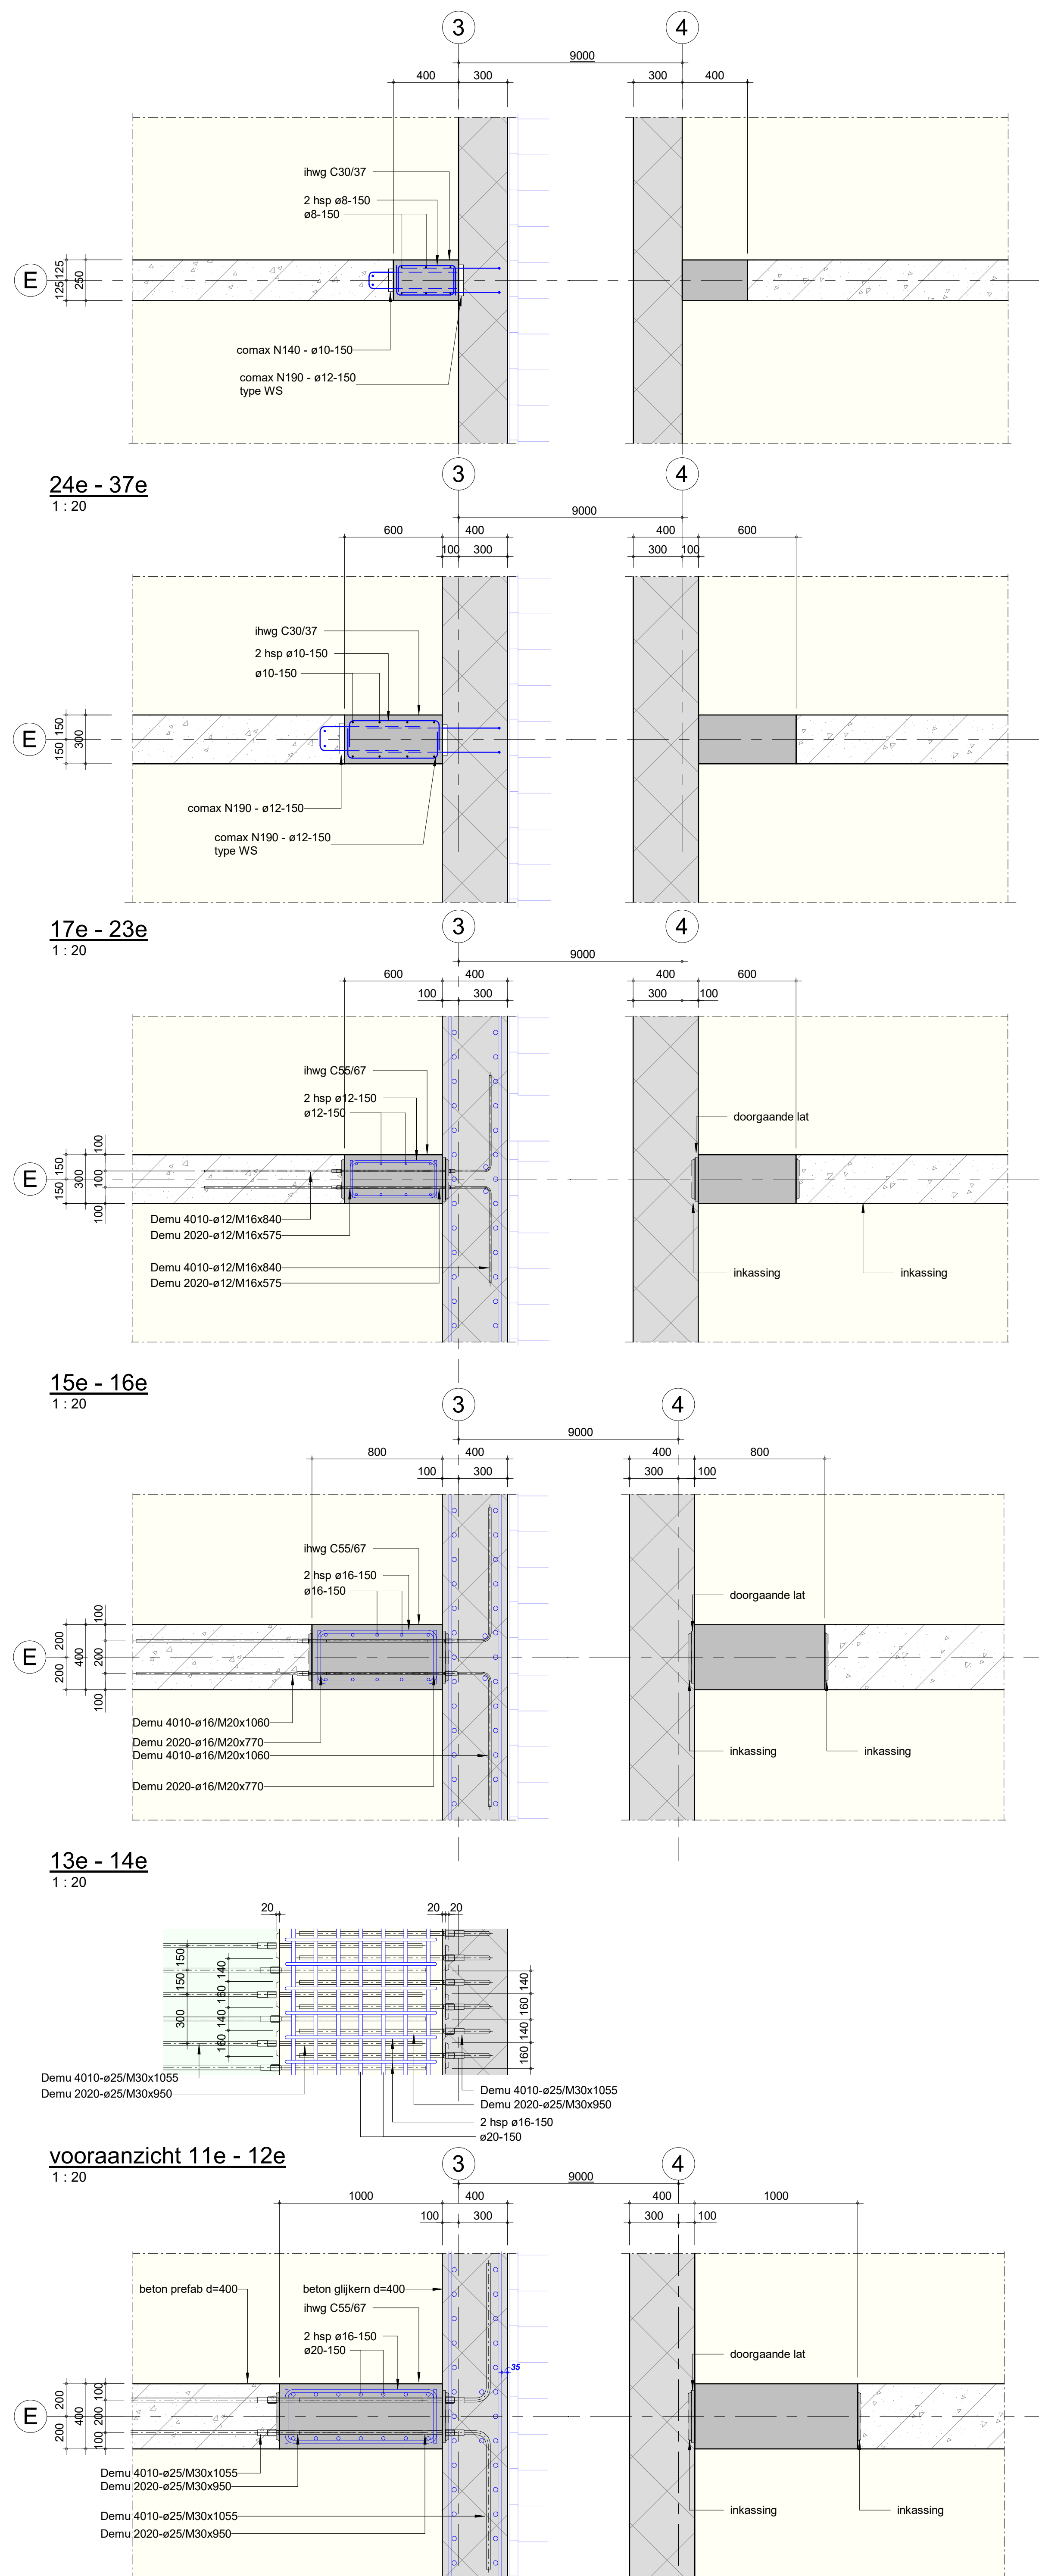 3
4
9000
400
300
300
400
ihwg C30/37
2 hsp ø8-150
ø8-150
E
125
125
250
comax N140 - ø10-150
comax N190 - ø12-150
type WS
24e - 37e
1 : 20
3
4
9000
600
400
400
600
100
300
300
100
ihwg C30/37
2 hsp ø10-150
ø10-150
E
150
150
300
comax N190 - ø12-150
comax N190 - ø12-150
type WS
17e - 23e
1 : 20
3
4
9000
600
400
400
600
100
300
300
100
ihwg C55/67
2 hsp ø12-150
ø12-150
doorgaande lat
E
150
150
300
100
100
100
Demu 4010-ø12/M16x840
Demu 2020-ø12/M16x575
Demu 4010-ø12/M16x840
Demu 2020-ø12/M16x575
inkassing
inkassing
15e - 16e
1 : 20
3
4
9000
800
400
400
800
100
300
300
100
ihwg C55/67
2 hsp ø16-150
ø16-150
doorgaande lat
E
200
200
400
100
200
100
Demu 4010-ø16/M20x1060
Demu 2020-ø16/M20x770
Demu 4010-ø16/M20x1060
Demu 2020-ø16/M20x770
inkassing
inkassing
13e - 14e
1 : 20
20
20
20
150
150
300
140
160
140
160
140
160
140
160
Demu 4010-ø25/M30x1055
Demu 2020-ø25/M30x950
Demu 4010-ø25/M30x1055
Demu 2020-ø25/M30x950
2 hsp ø16-150
ø20-150
vooraanzicht 11e - 12e
1 : 20
3
4
9000
1000
400
400
1000
100
300
300
100
beton prefab d=400
beton glijkern d=400
ihwg C55/67
2 hsp ø16-150
ø20-150
35
doorgaande lat
E
200
200
400
100
200
100
Demu 4010-ø25/M30x1055
Demu 2020-ø25/M30x950
Demu 4010-ø25/M30x1055
Demu 2020-ø25/M30x950
inkassing
inkassing